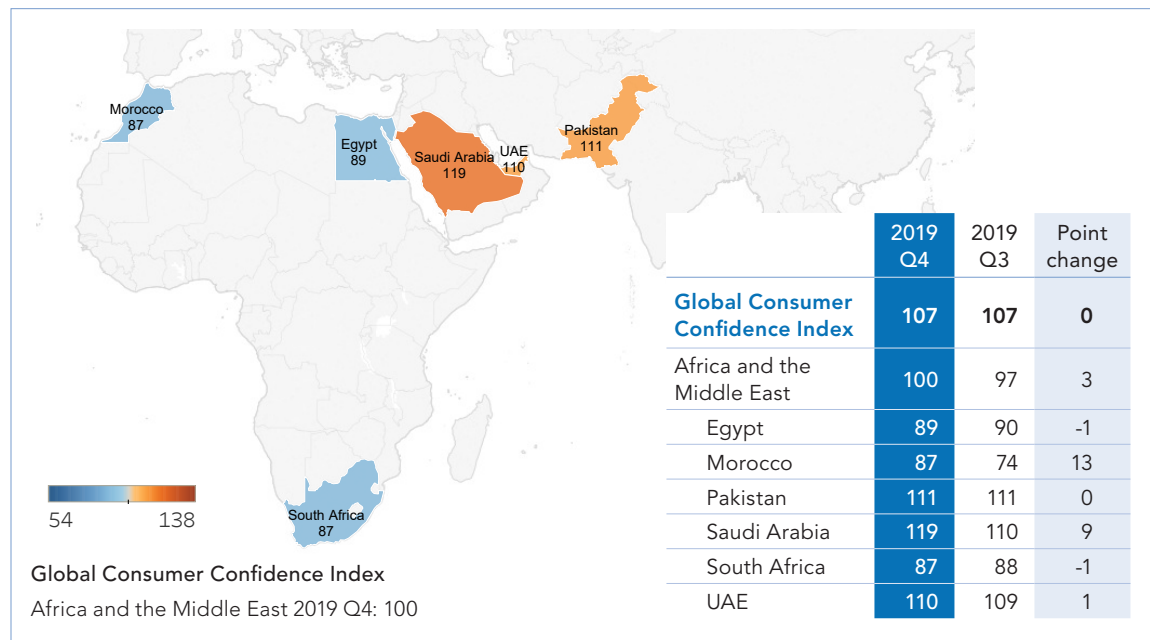 Morocco
87
Egypt
89
Saudi Arabia
119
UAE
110
Pakistan
111
South Africa
87
54 138
Global Consumer Confidence Index
Africa and the Middle East 2019 Q4: 100
2019 2019 Point
Q4 Q3 change
Global Consumer
Confidence Index 107 107 0
Africa and the
Middle East 100 97 3
Egypt 89 90 -1
Morocco 87 74 13
Pakistan 111 111 0
Saudi Arabia 119 110 9
South Africa 87 88 -1
UAE 110 109 1